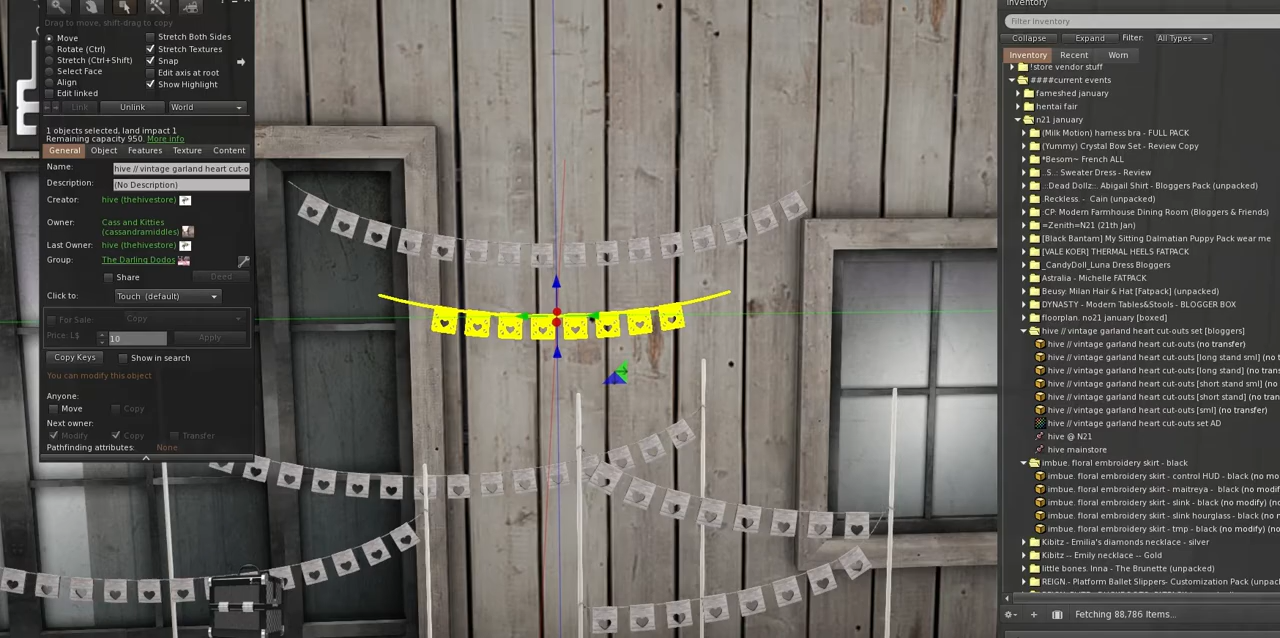 Drag to move, shift-drag to copy
Move
Rotate (Ctrl)
Stretch (Ctrl+Shift)
Select Face
Align
Edit linked
Stretch Both Sides
Stretch Textures
Snap
Edit axis at root
Show Highlight
Link
Unlink
World
1 objects selected, land impact 1
Remaining capacity 950. More info
General Object Features Texture Content
Name: hive // vintage garland heart cut-o
Description: (No Description)
Creator: hive (thehivestore)
Owner: Cass and Kitties
(cassandramiddles)
Last Owner: hive (thehivestore)
Group: The Darling Dodos
Share Deed
Click to: Touch (default)
For Sale: Copy
Price: L$ 10 Apply
Copy Keys Show in search
You can modify this object
Anyone:
Move Copy
Next owner:
Modify Copy Transfer
Pathfinding attributes: None
Inventory
Filter inventory
Collapse Expand Filter: All Types
Inventory Recent Worn
!store vendor stuff
####current events
fameshed january
hentai fair
n21 january
(Milk Motion) harness bra - FULL PACK
(Yummy) Crystal Bow Set - Review Copy
*Besom~ French ALL
.:S.: Sweater Dress - Review
.:Dead Dollz:. Abigail Shirt - Bloggers Pack (unpacked)
.Reckless. - Cain (unpacked)
:CP: Modern Farmhouse Dining Room (Bloggers & Friends)
=Zenith=N21 (21th Jan)
[Black Bantam] My Sitting Dalmatian Puppy Pack wear me
[VALE KOER] THERMAL HEELS FATPACK
_CandyDoll_Luna Dress Bloggers
Astralia - Michelle FATPACK
Beusy: Milan Hair & Hat [Fatpack] (unpacked)
DYNASTY - Modern Tables&Stools - BLOGGER BOX
floorplan. no21 january [boxed]
hive // vintage garland heart cut-outs set [bloggers]
hive // vintage garland heart cut-outs (no transfer)
hive // vintage garland heart cut-outs [long stand sml] (no t
hive // vintage garland heart cut-outs [long stand] (no trans
hive // vintage garland heart cut-outs [short stand sml] (no
hive // vintage garland heart cut-outs [short stand] (no tran
hive // vintage garland heart cut-outs [sml] (no transfer)
hive // vintage garland heart cut-outs set AD
hive @ N21
hive mainstore
imbue. floral embroidery skirt - black
imbue. floral embroidery skirt - control HUD - black (no mo
imbue. floral embroidery skirt - maitreya - black (no modif
imbue. floral embroidery skirt - slink - black (no modify) (n
imbue. floral embroidery skirt - slink hourglass - black (no
imbue. floral embroidery skirt - tmp - black (no modify) (no
Kibitz - Emilia's diamonds necklace - silver
Kibitz -- Emily necklace -- Gold
little bones. Inna - The Brunette (unpacked)
REIGN - Platform Ballet Slippers- Customization Pack (unpac
Fetching 88,786 Items...